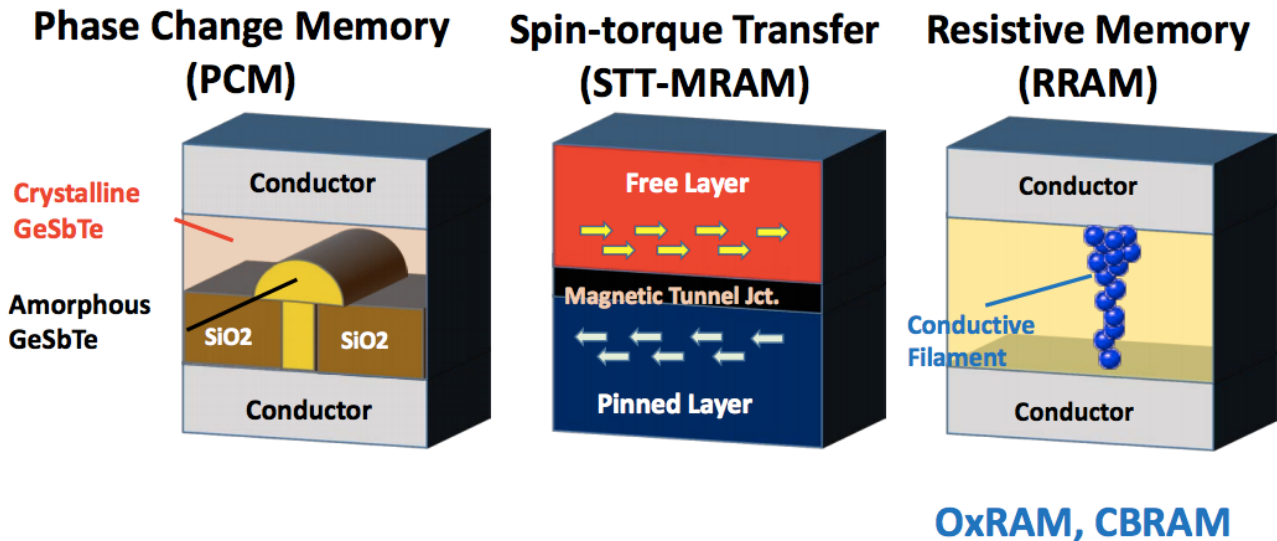 Phase Change Memory
(PCM)
Crystalline
GeSbTe
Amorphous
GeSbTe
Conductor
SiO2
SiO2
Conductor
Spin-torque Transfer
(STT-MRAM)
Free Layer
Magnetic Tunnel Jct.
Pinned Layer
Resistive Memory
(RRAM)
Conductor
Conductive
Filament
Conductor
OxRAM, CBRAM